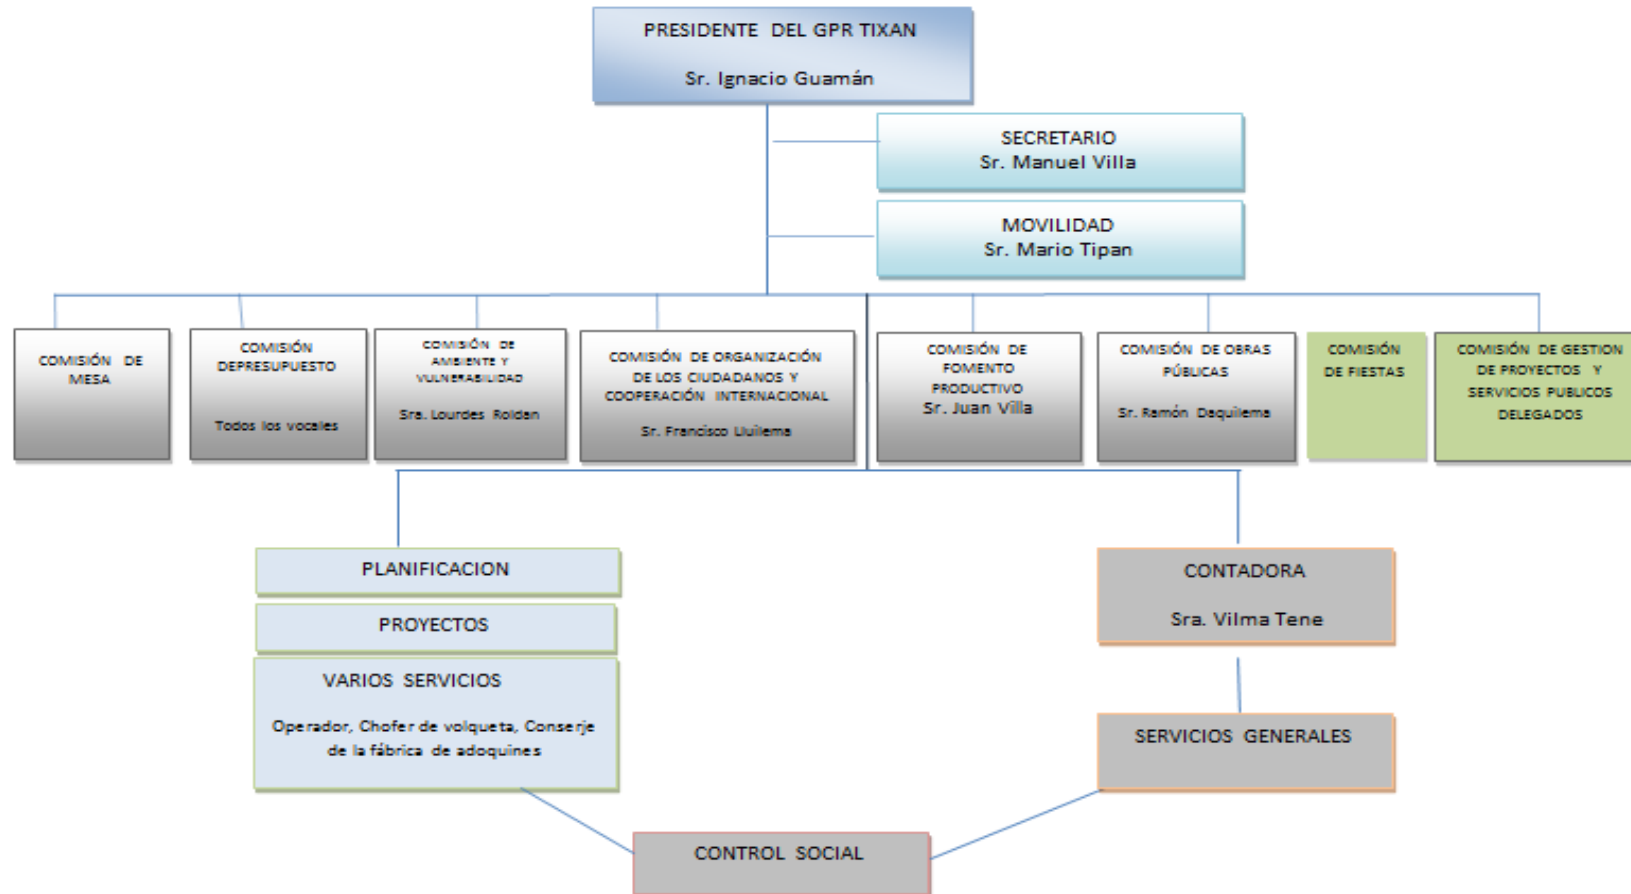 PRESIDENTE DEL GPR TIXAN
Sr. Ignacio Guamán
SECRETARIO
Sr. Manuel Villa
MOVILIDAD
Sr. Mario Tipan
COMISIÓN DE
MESA
COMISIÓN
DEPRESUPUESTO
Todos los vocales
COMISIÓN DE
AMBIENTE Y
VULNERABILIDAD
Sra. Lourdes Roldan
COMISIÓN DE ORGANIZACIÓN
DE LOS CIUDADANOS Y
COOPERACIÓN INTERNACIONAL
Sr. Francisco Lluilema
COMISIÓN DE
FOMENTO
PRODUCTIVO
Sr. Juan Villa
COMISIÓN DE OBRAS
PÚBLICAS
Sr. Ramón Daquilema
COMISIÓN
DE FIESTAS
COMISIÓN DE GESTION
DE PROYECTOS Y
SERVICIOS PUBLICOS
DELEGADOS
PLANIFICACION
PROYECTOS
VARIOS SERVICIOS
Operador, Chofer de volqueta, Conserje
de la fábrica de adoquines
CONTADORA
Sra. Vilma Tene
SERVICIOS GENERALES
CONTROL SOCIAL